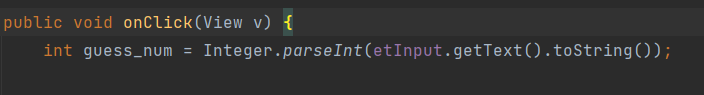 public void onClick(View v) {
    int guess_num = Integer.parseInt(etInput.getText().toString());